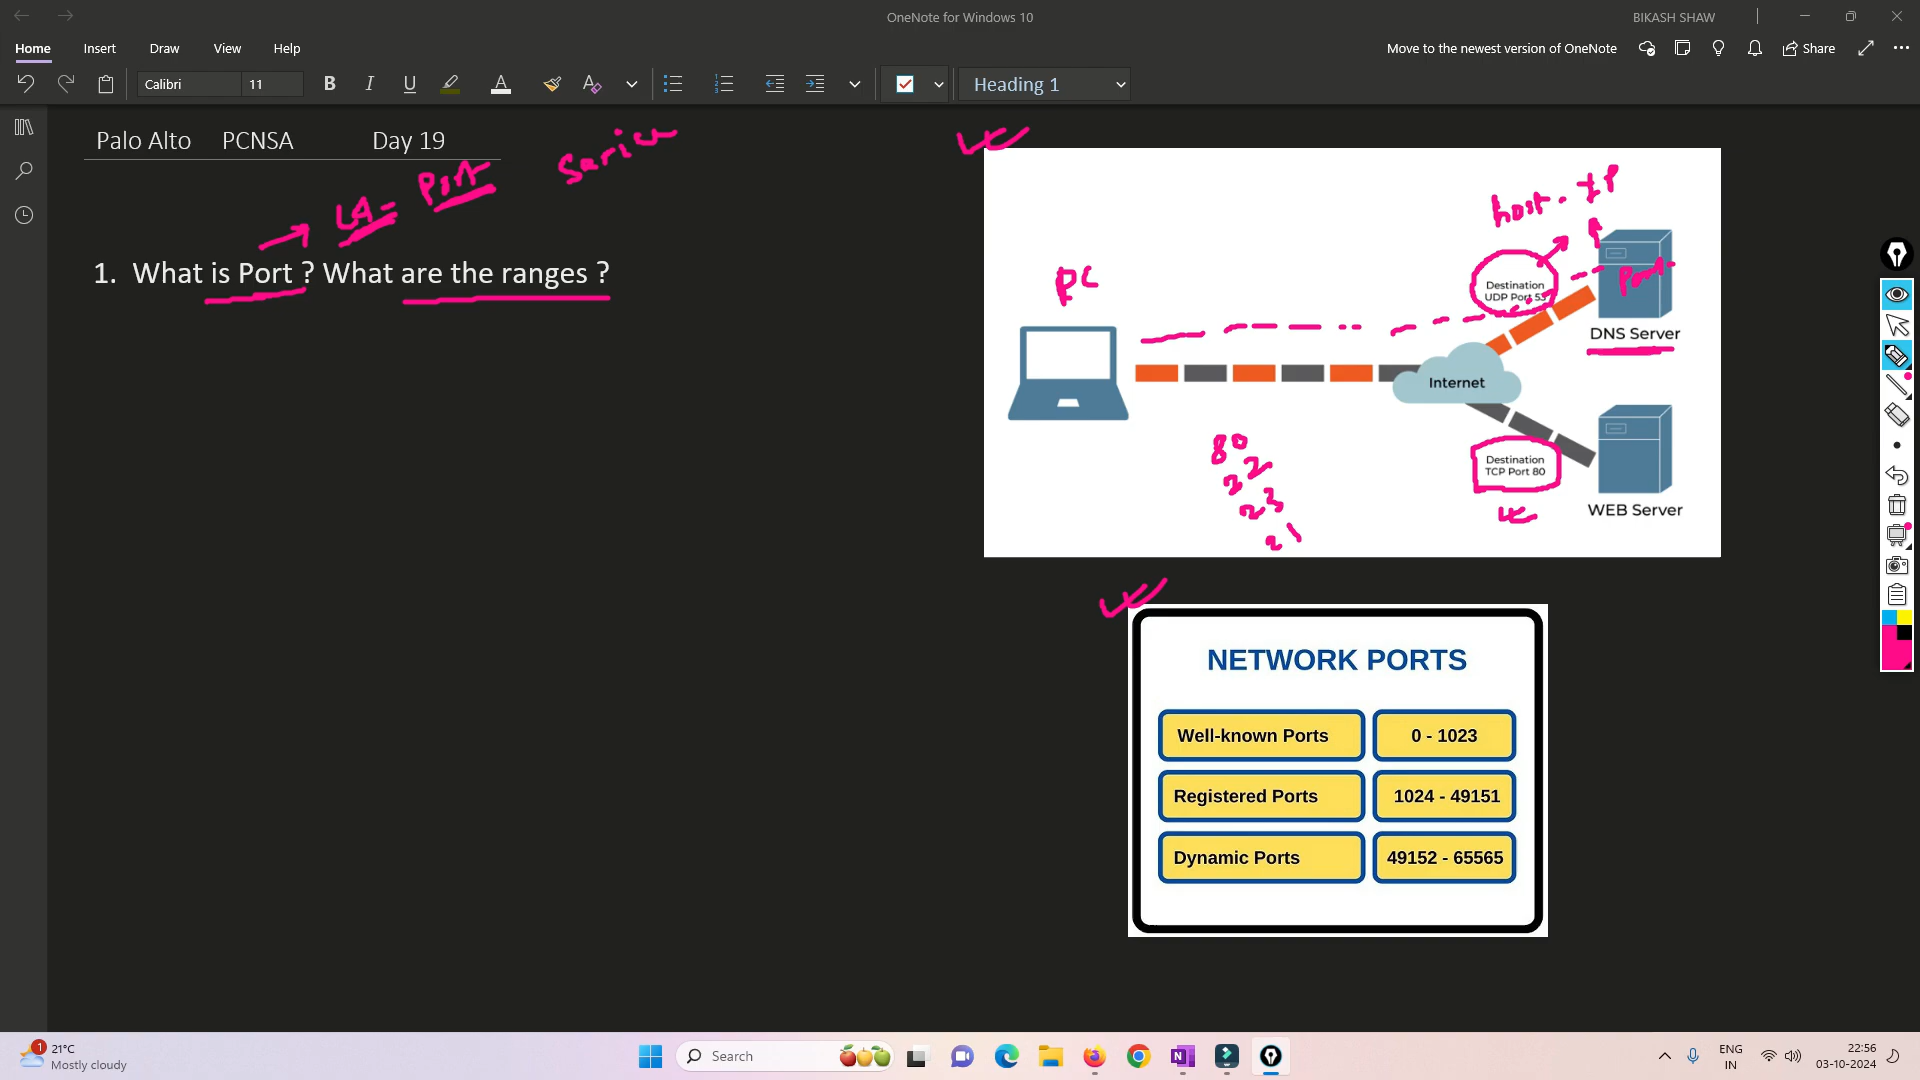 OneNote for Windows 10
BIKASH SHAW
Home Insert Draw View Help
Move to the newest version of OneNote
Share
Calibri 11 B I U A A Heading 1
Palo Alto PCNSA Day 19
Port
LA =
1. What is Port ? What are the ranges ?
host - IP
PC
Port
Destination
UDP Port 53
DNS Server
Internet
80
22
23
21
Destination
TCP Port 80
WEB Server
NETWORK PORTS
Well-known Ports 0 - 1023
Registered Ports 1024 - 49151
Dynamic Ports 49152 - 65565
1
21°C
Mostly cloudy
Search
ENG
IN
22:56
03-10-2024